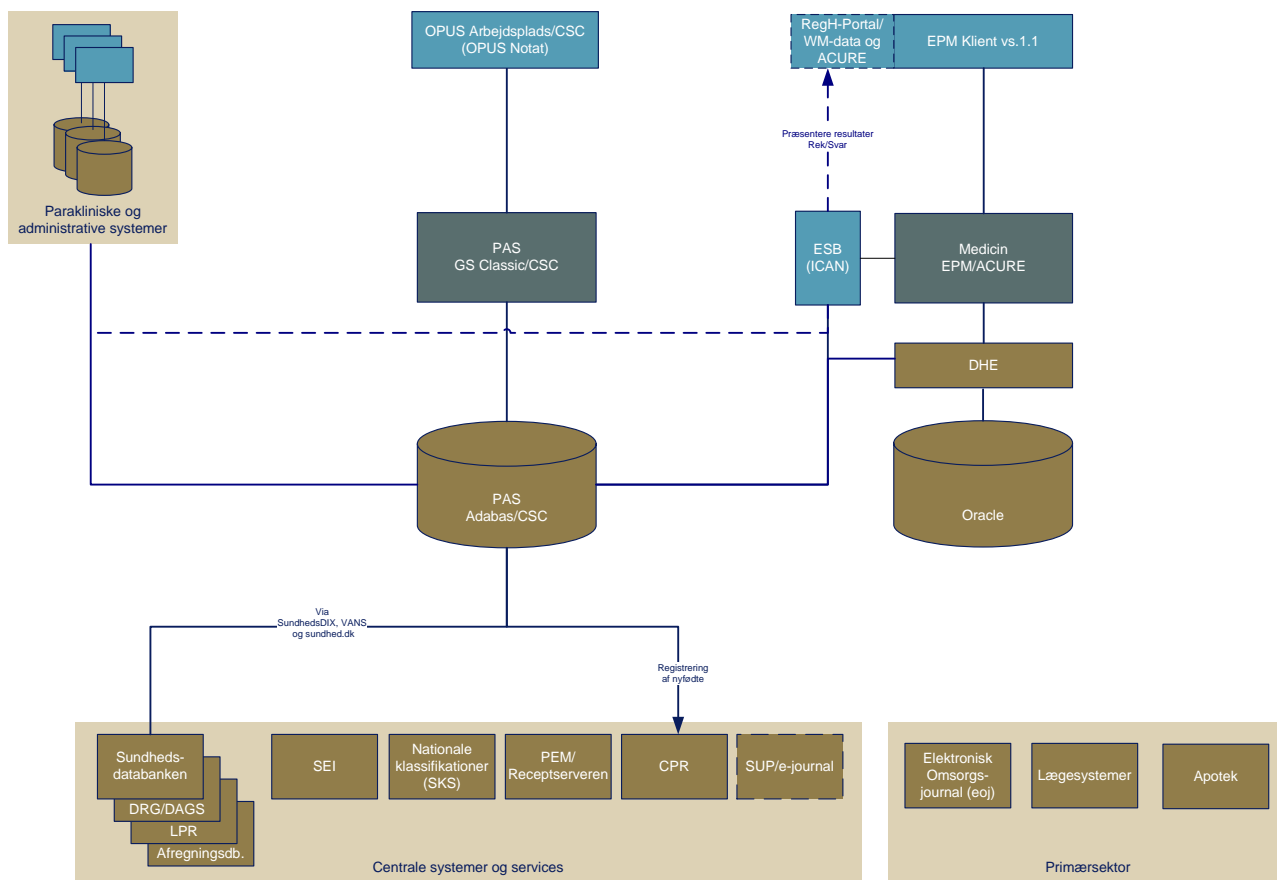 OPUS Arbejdsplads/CSC
(OPUS Notat)
RegH-Portal/
WM-data og
ACURE
EPM Klient vs.1.1
Præsentere resultater
Rek/Svar
Parakliniske og
administrative systemer
PAS
GS Classic/CSC
ESB
(ICAN)
Medicin
EPM/ACURE
DHE
PAS
Adabas/CSC
Oracle
Via
SundhedsDIX, VANS
og sundhed.dk
Registrering
af nyfødte
Sundheds-
databanken
DRG/DAGS
LPR
Afregningsdb.
SEI
Nationale
klassifikationer
(SKS)
PEM/
Receptserveren
CPR
SUP/e-journal
Centrale systemer og services
Elektronisk
Omsorgs-
journal (eoj)
Lægesystemer
Apotek
Primærsektor